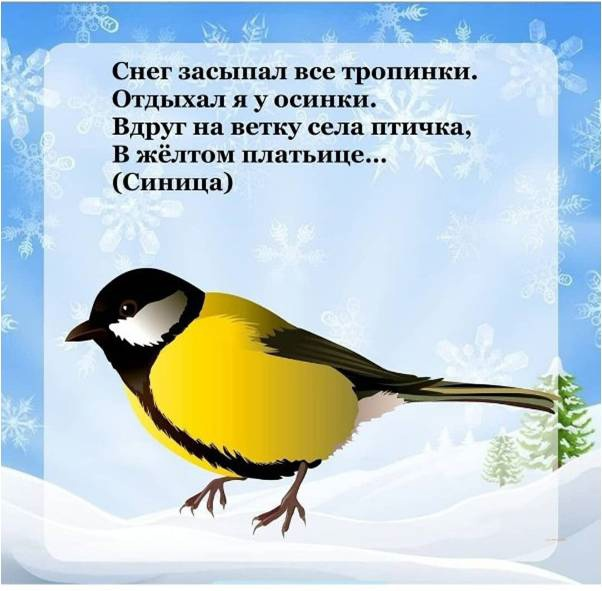 Снег засыпал все тропинки.
Отдыхал я у осинки.
Вдруг на ветку села птичка,
В жёлтом платьице...
(Синица)